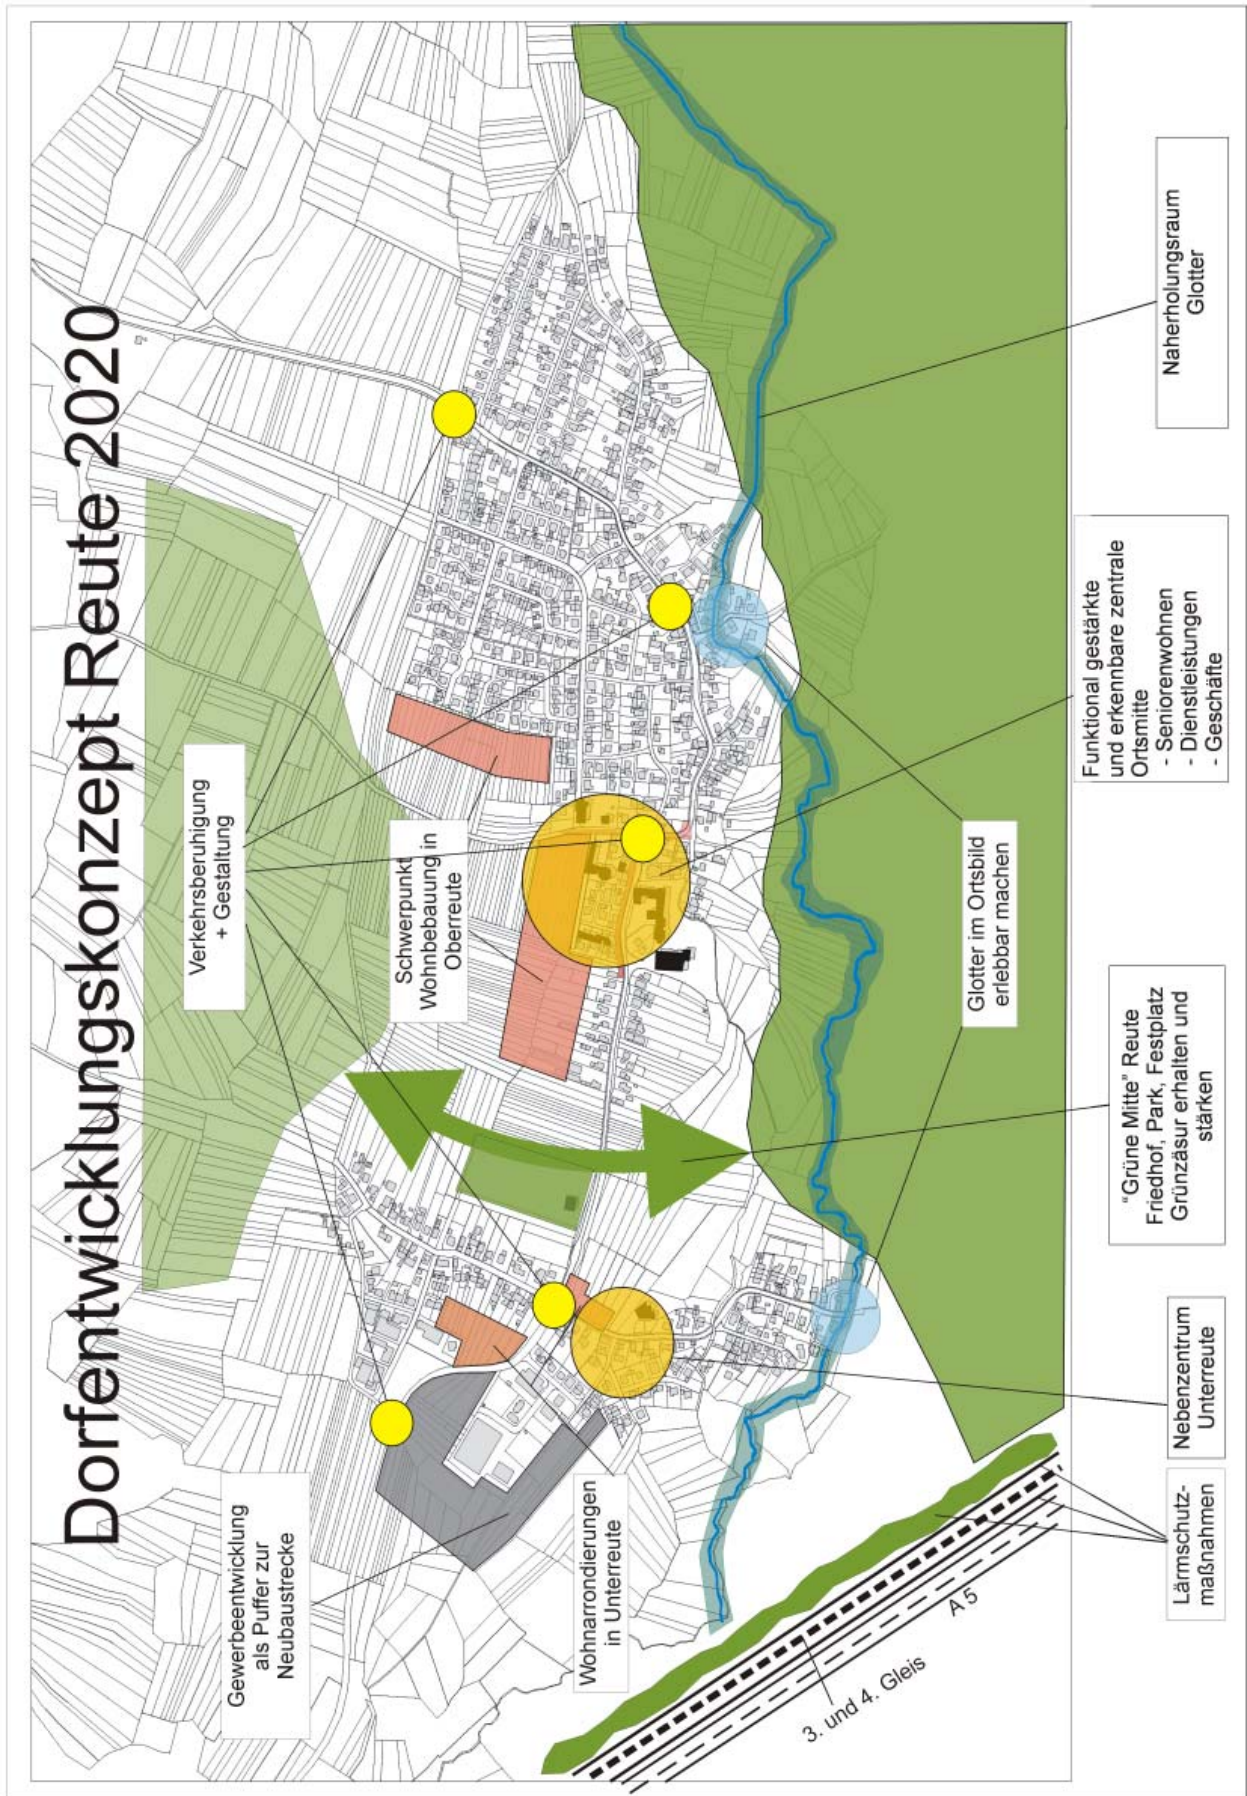 Dorfentwicklungskonzept Reute 2020
Gewerbeentwicklung
als Puffer zur
Neubaustrecke
Verkehrsberuhigung
+ Gestaltung
Schwerpunkt
Wohnbebauung in
Oberreute
Wohnarrondierungen
in Unterreute
3. und 4. Gleis
A 5
Glotter im Ortsbild
erlebbar machen
Lärmschutz-
maßnahmen
Nebenzentrum
Unterreute
"Grüne Mitte" Reute
Friedhof, Park, Festplatz
Grünzäsur erhalten und
stärken
Funktional gestärkte
und erkennbare zentrale
Ortsmitte
- Seniorenwohnen
- Dienstleistungen
- Geschäfte
Naherholungsraum
Glotter